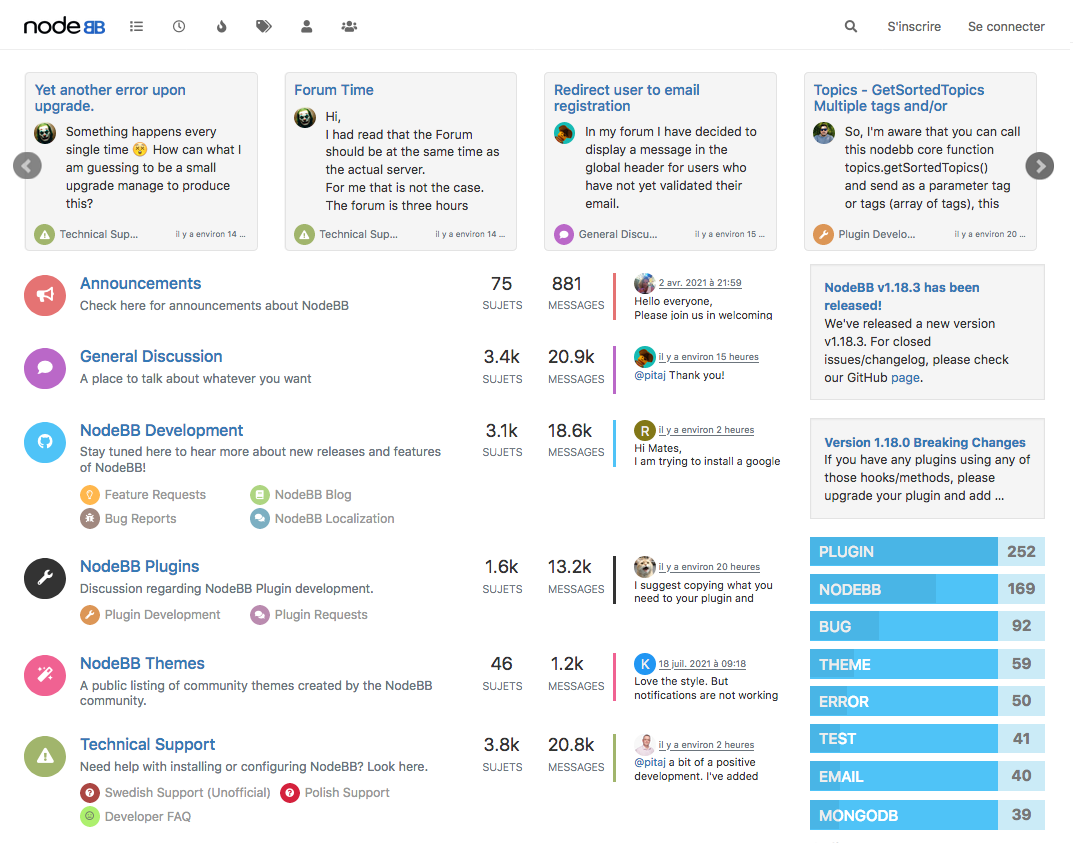 node BB
S'inscrire
Se connecter
Yet another error upon
upgrade.
Something happens every
single time 😵 How can what I
am guessing to be a small
upgrade manage to produce
this?
Technical Sup...
il y a environ 14 ...
Forum Time
Hi,
I had read that the Forum
should be at the same time as
the actual server.
For me that is not the case.
The forum is three hours
Technical Sup...
il y a environ 14 ...
Redirect user to email
registration
In my forum I have decided to
display a message in the
global header for users who
have not yet validated their
email.
General Discu...
il y a environ 15 ...
Topics - GetSortedTopics
Multiple tags and/or
So, I'm aware that you can call
this nodebb core function
topics.getSortedTopics()
and send as a parameter tag
or tags (array of tags), this
Plugin Develo...
il y a environ 20 ...
Announcements
Check here for announcements about NodeBB
75
SUJETS
881
MESSAGES
2 avr. 2021 à 21:59
Hello everyone,
Please join us in welcoming
General Discussion
A place to talk about whatever you want
3.4k
SUJETS
20.9k
MESSAGES
il y a environ 15 heures
@pitaj Thank you!
NodeBB Development
Stay tuned here to hear more about new releases and features
of NodeBB!
Feature Requests
NodeBB Blog
Bug Reports
NodeBB Localization
3.1k
SUJETS
18.6k
MESSAGES
R
il y a environ 2 heures
Hi Mates,
I am trying to install a google
NodeBB Plugins
Discussion regarding NodeBB Plugin development.
Plugin Development
Plugin Requests
1.6k
SUJETS
13.2k
MESSAGES
il y a environ 20 heures
I suggest copying what you
need to your plugin and
NodeBB Themes
A public listing of community themes created by the NodeBB
community.
46
SUJETS
1.2k
MESSAGES
K
18 juil. 2021 à 09:18
Love the style. But
notifications are not working
Technical Support
Need help with installing or configuring NodeBB? Look here.
Swedish Support (Unofficial)
Polish Support
Developer FAQ
3.8k
SUJETS
20.8k
MESSAGES
il y a environ 2 heures
@pitaj a bit of a positive
development. I've added
NodeBB v1.18.3 has been
released!
We've released a new version
v1.18.3. For closed
issues/changelog, please check
our GitHub page.
Version 1.18.0 Breaking Changes
If you have any plugins using any of
those hooks/methods, please
upgrade your plugin and add ...
PLUGIN 252
NODEBB 169
BUG 92
THEME 59
ERROR 50
TEST 41
EMAIL 40
MONGODB 39